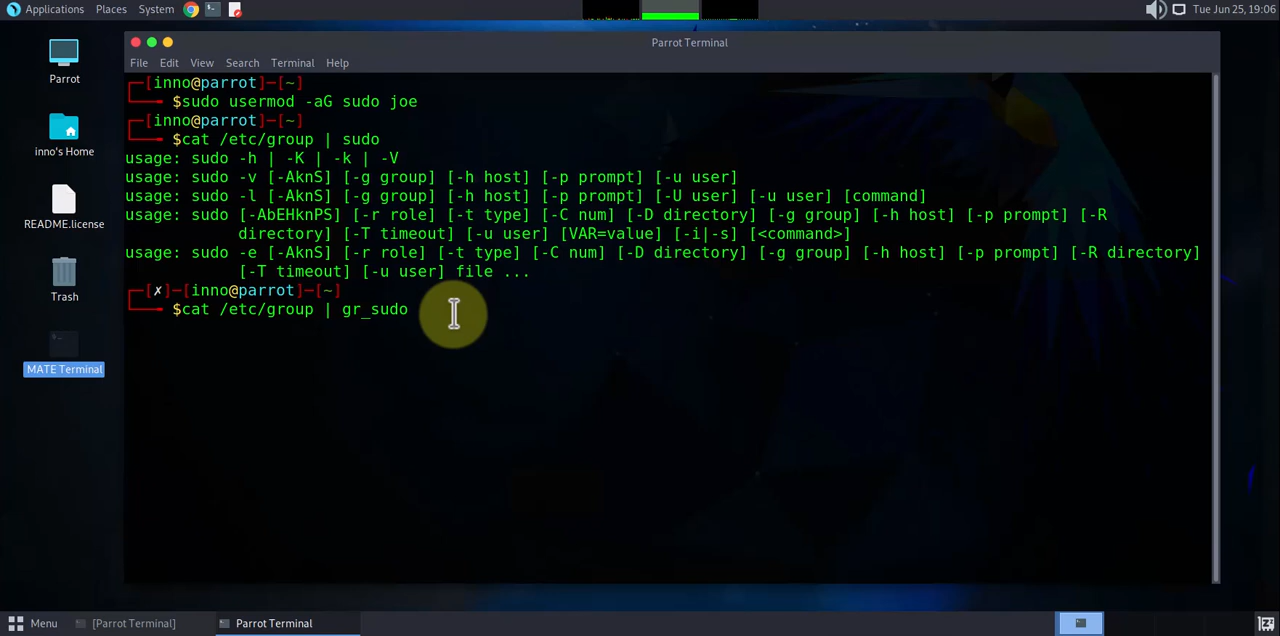 Applications Places System Tue Jun 25, 19:06
Parrot Terminal
File Edit View Search Terminal Help
Parrot
inno's Home
README.license
Trash
MATE Terminal
[inno@parrot]─[~]
$sudo usermod -aG sudo joe
[inno@parrot]─[~]
$cat /etc/group | sudo
usage: sudo -h | -K | -k | -V
usage: sudo -v [-AknS] [-g group] [-h host] [-p prompt] [-u user]
usage: sudo -l [-AknS] [-g group] [-h host] [-p prompt] [-U user] [-u user] [command]
usage: sudo [-AbEHknPS] [-r role] [-t type] [-C num] [-D directory] [-g group] [-h host] [-p prompt] [-R
directory] [-T timeout] [-u user] [VAR=value] [-i|-s] [<command>]
usage: sudo -e [-AknS] [-r role] [-t type] [-C num] [-D directory] [-g group] [-h host] [-p prompt] [-R directory]
[-T timeout] [-u user] file ...
[✗]─[inno@parrot]─[~]
$cat /etc/group | gr_sudo
Menu [Parrot Terminal] Parrot Terminal